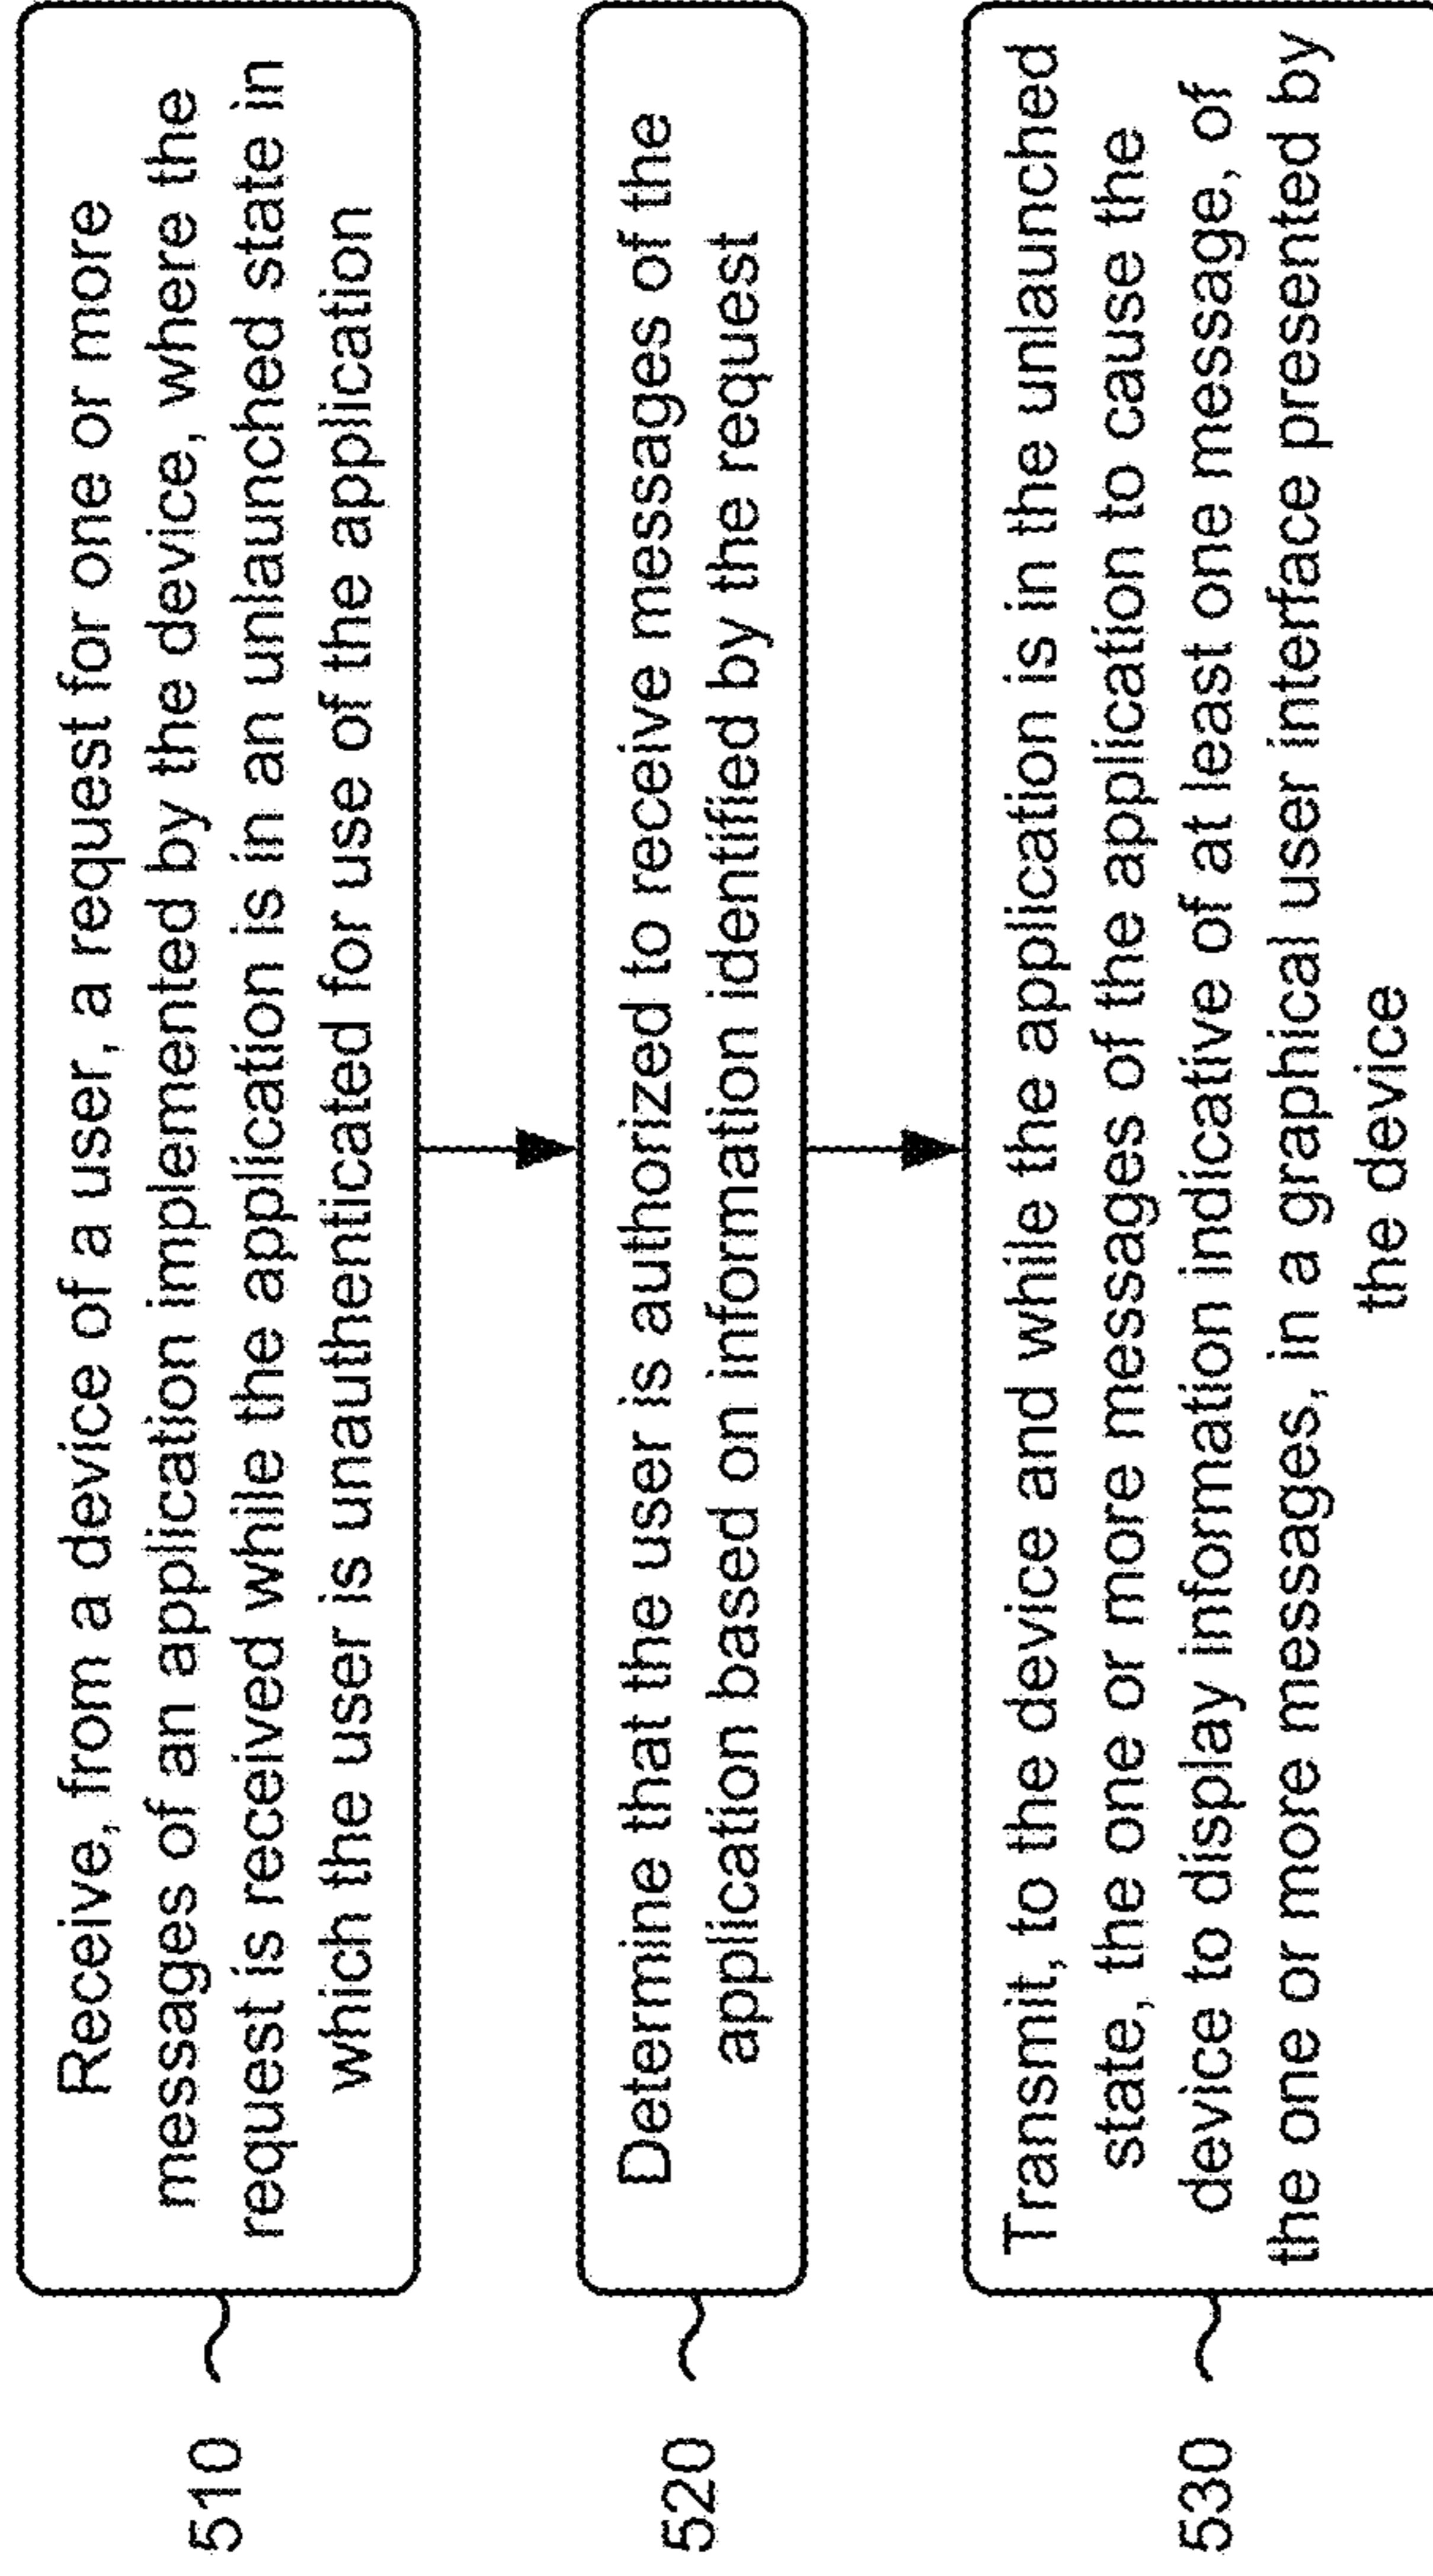 510
Receive, from a device of a user, a request for one or more
messages of an application implemented by the device, where the
request is received while the application is in an unlaunched state in
which the user is unauthenticated for use of the application
520
Determine that the user is authorized to receive messages of the
application based on information identified by the request
530
Transmit, to the device and while the application is in the unlaunched
state, the one or more messages of the application to cause the
device to display information indicative of at least one message, of
the one or more messages, in a graphical user interface presented by
the device